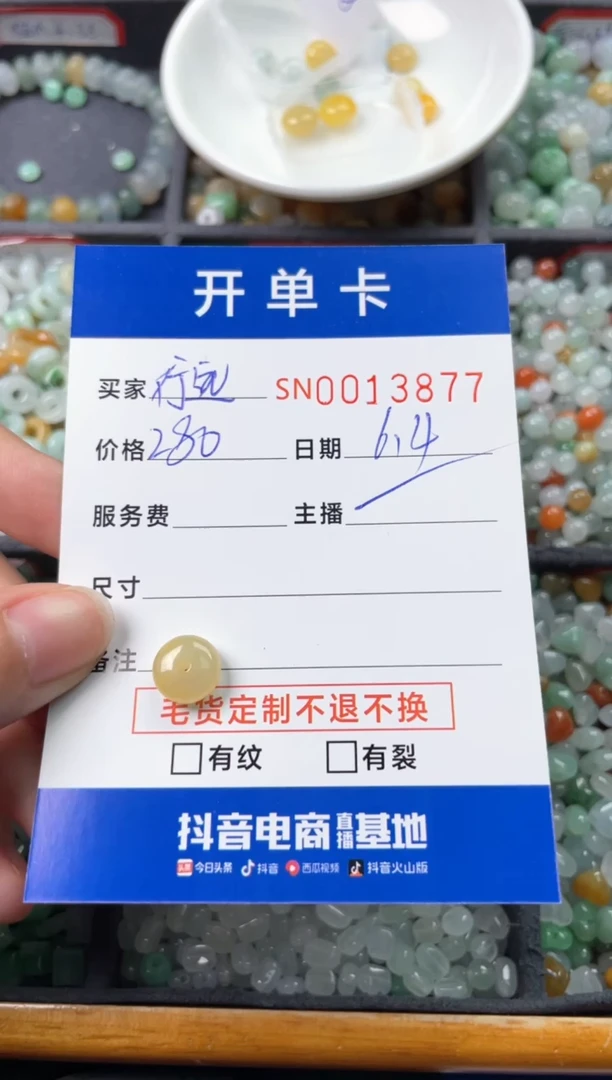 开单卡
买家 SN0013877
价格280 日期6.4
服务费 主播
尺寸
备注
毛货定制不退不换
有纹 有裂
抖音电商直播基地
头条 今日头条 抖音 西瓜视频 抖音火山版